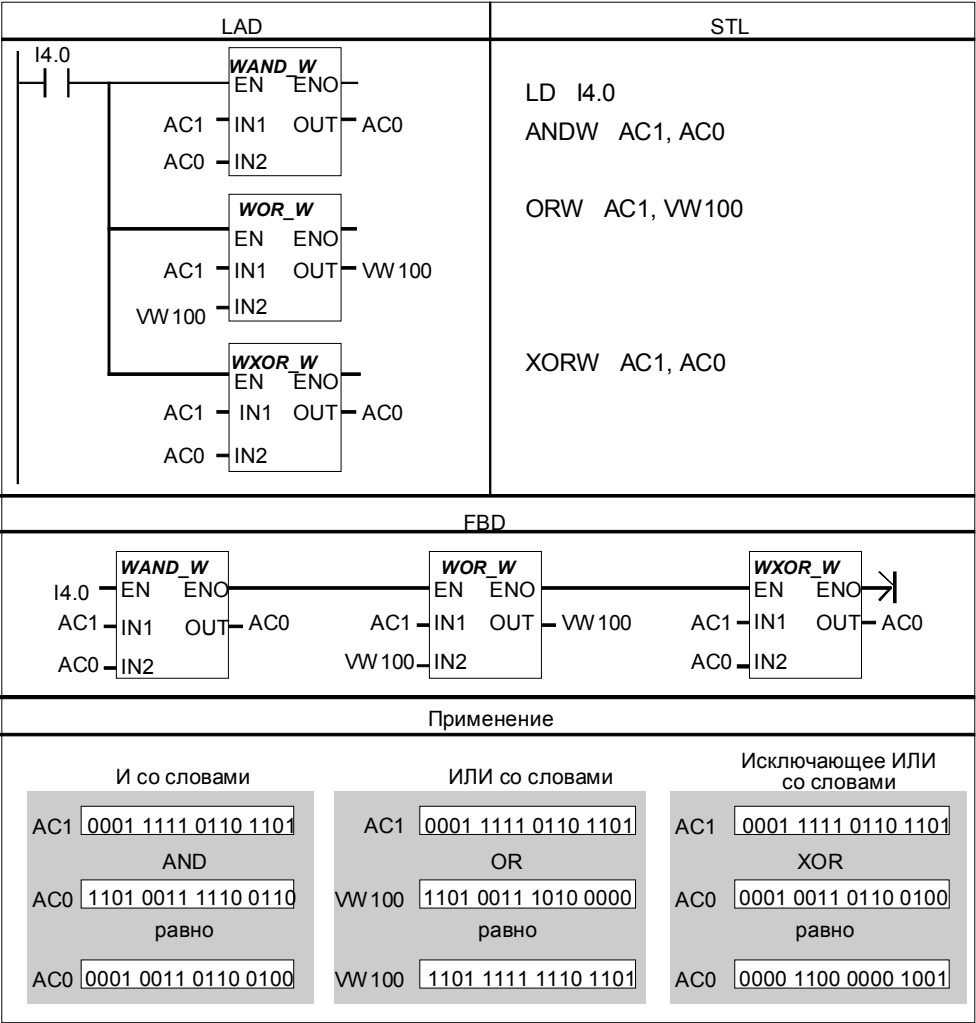 LAD
STL
I4.0
WAND_W
EN ENO
AC1 IN1 OUT AC0
AC0 IN2
WOR_W
EN ENO
AC1 IN1 OUT VW100
VW100 IN2
WXOR_W
EN ENO
AC1 IN1 OUT AC0
AC0 IN2
LD I4.0
ANDW AC1, AC0
ORW AC1, VW100
XORW AC1, AC0
FBD
WAND_W
I4.0 EN ENO
AC1 IN1 OUT AC0
AC0 IN2
WOR_W
EN ENO
AC1 IN1 OUT VW100
VW100 IN2
WXOR_W
EN ENO
AC1 IN1 OUT AC0
AC0 IN2
Применение
И со словами
AC1 0001 1111 0110 1101
AND
AC0 1101 0011 1110 0110
равно
AC0 0001 0011 0110 0100
ИЛИ со словами
AC1 0001 1111 0110 1101
OR
VW100 1101 0011 1010 0000
равно
VW100 1101 1111 1110 1101
Исключающее ИЛИ
со словами
AC1 0001 1111 0110 1101
XOR
AC0 0001 0011 0110 0100
равно
AC0 0000 1100 0000 1001